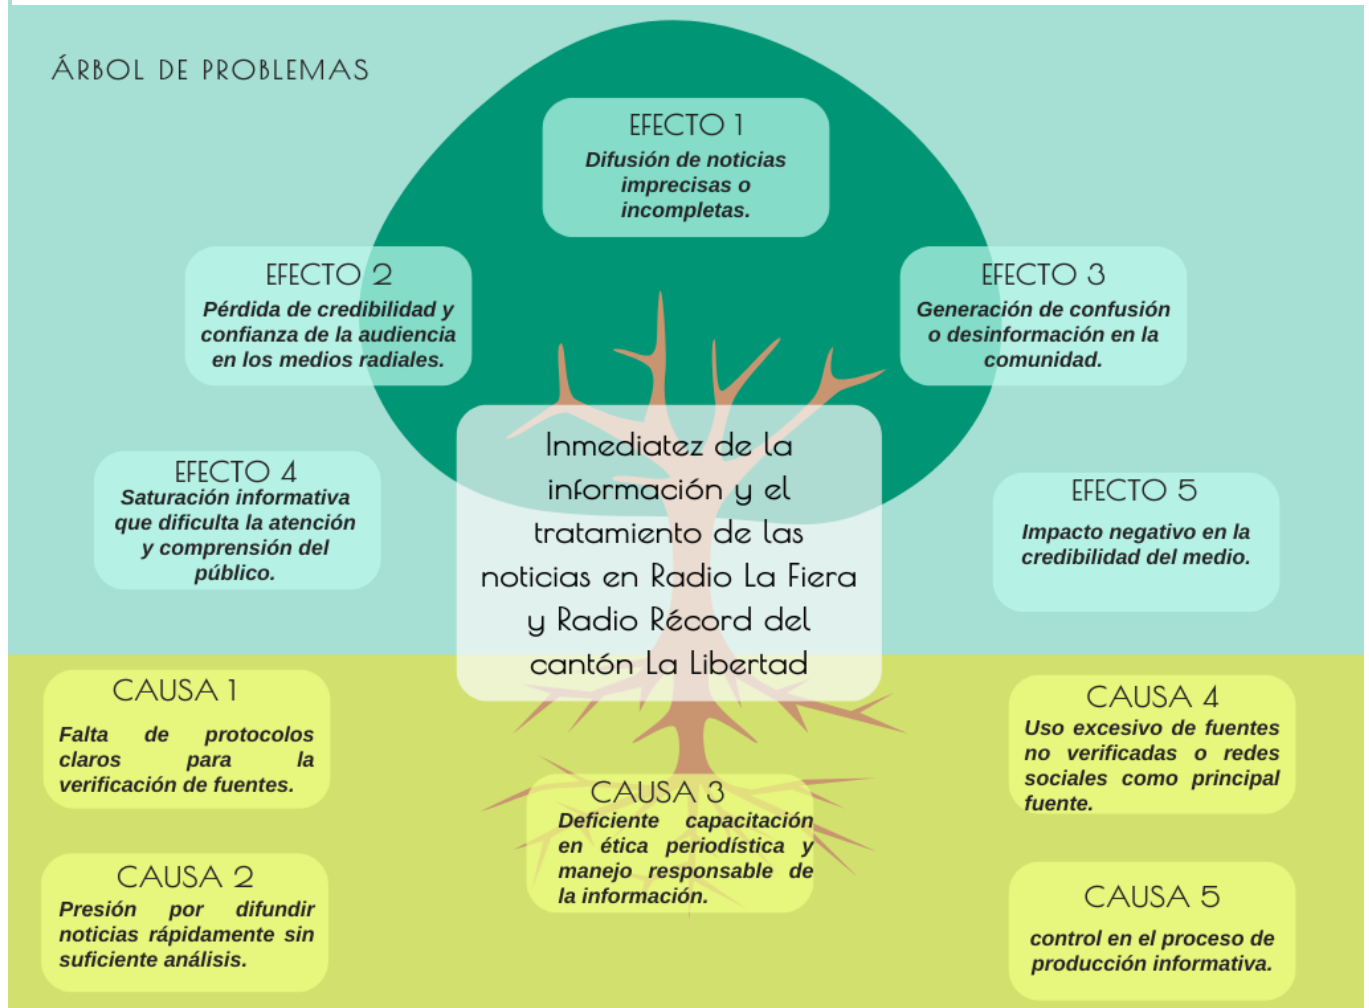 ÁRBOL DE PROBLEMAS
EFECTO 1
Difusión de noticias
imprecisas o
incompletas.
EFECTO 2
Pérdida de credibilidad y
confianza de la audiencia
en los medios radiales.
EFECTO 3
Generación de confusión
o desinformación en la
comunidad.
EFECTO 4
Saturación informativa
que dificulta la atención
y comprensión del
público.
Inmediatez de la
información y el
tratamiento de las
noticias en Radio La Fiera
y Radio Récord del
cantón La Libertad
EFECTO 5
Impacto negativo en la
credibilidad del medio.
CAUSA 1
Falta de protocolos
claros para la
verificación de fuentes.
CAUSA 2
Presión por difundir
noticias rápidamente sin
suficiente análisis.
CAUSA 3
Deficiente capacitación
en ética periodística y
manejo responsable de
la información.
CAUSA 4
Uso excesivo de fuentes
no verificadas o redes
sociales como principal
fuente.
CAUSA 5
control en el proceso de
producción informativa.